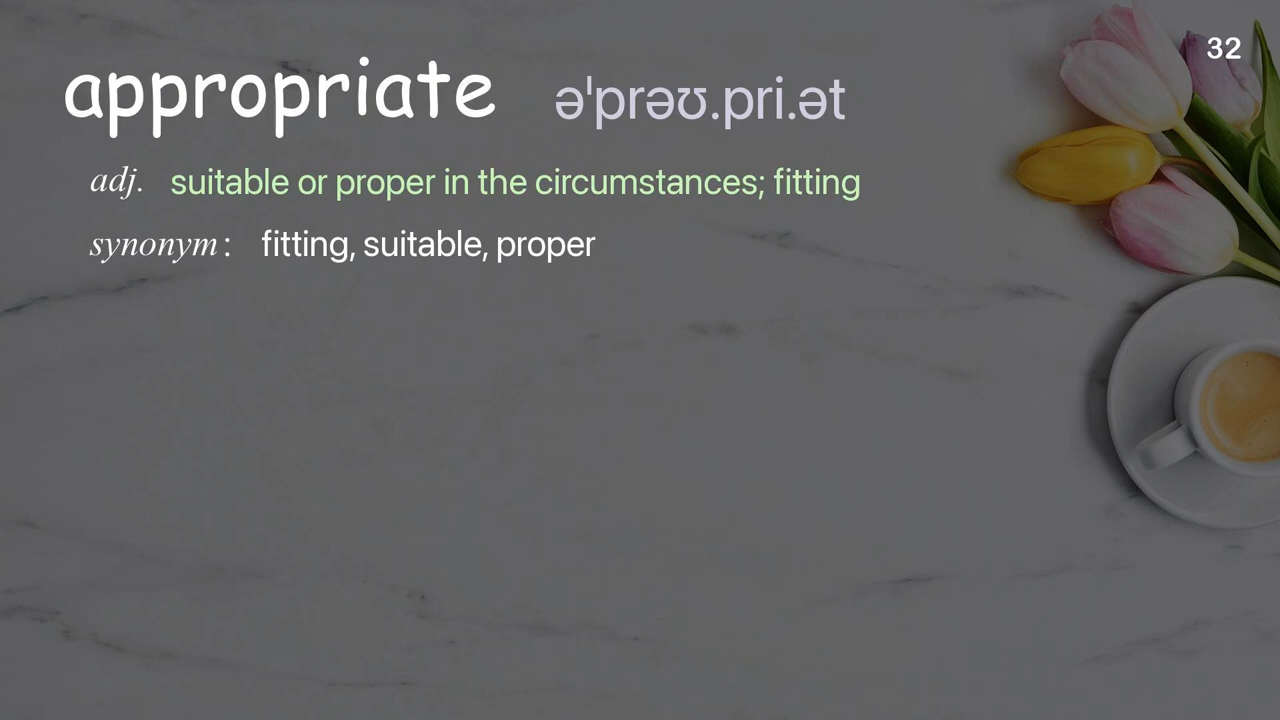 32
appropriate əˈprəʊ.pri.ət
adj. suitable or proper in the circumstances; fitting
synonym: fitting, suitable, proper